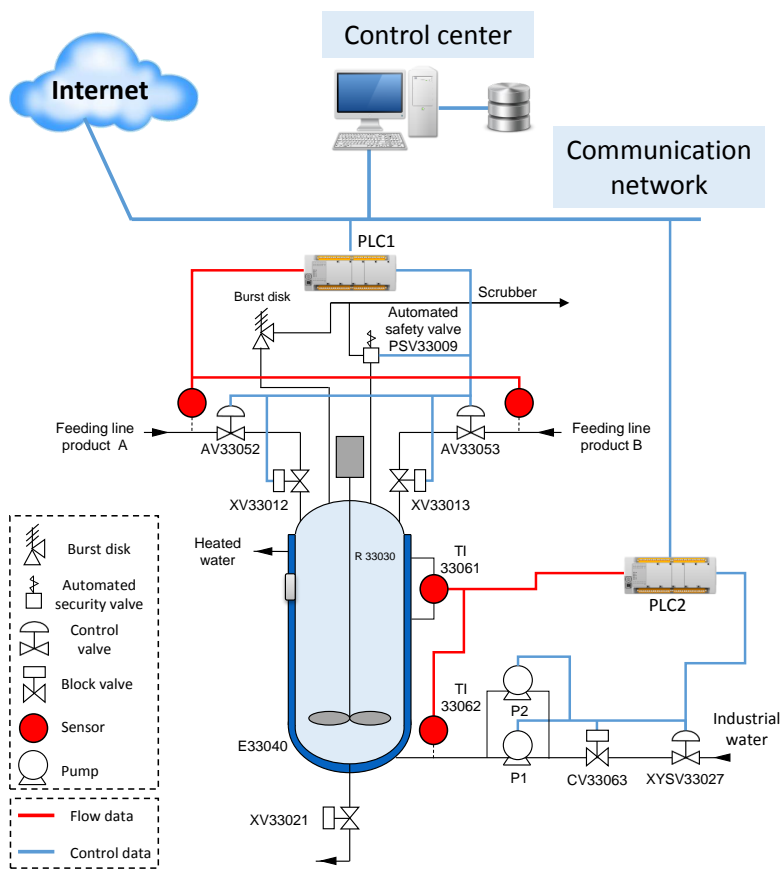 Control center
Internet
Communication
network
PLC1
Burst disk
Scrubber
Automated
safety valve
PSV33009
Feeding line
product A
Feeding line
product B
AV33052
AV33053
XV33012
XV33013
Heated
water
R 33030
TI
33061
PLC2
TI
33062
P2
Industrial
water
E33040
P1
CV33063
XYSV33027
XV33021
Burst disk
Automated
security valve
Control
valve
Block valve
Sensor
Pump
Flow data
Control data